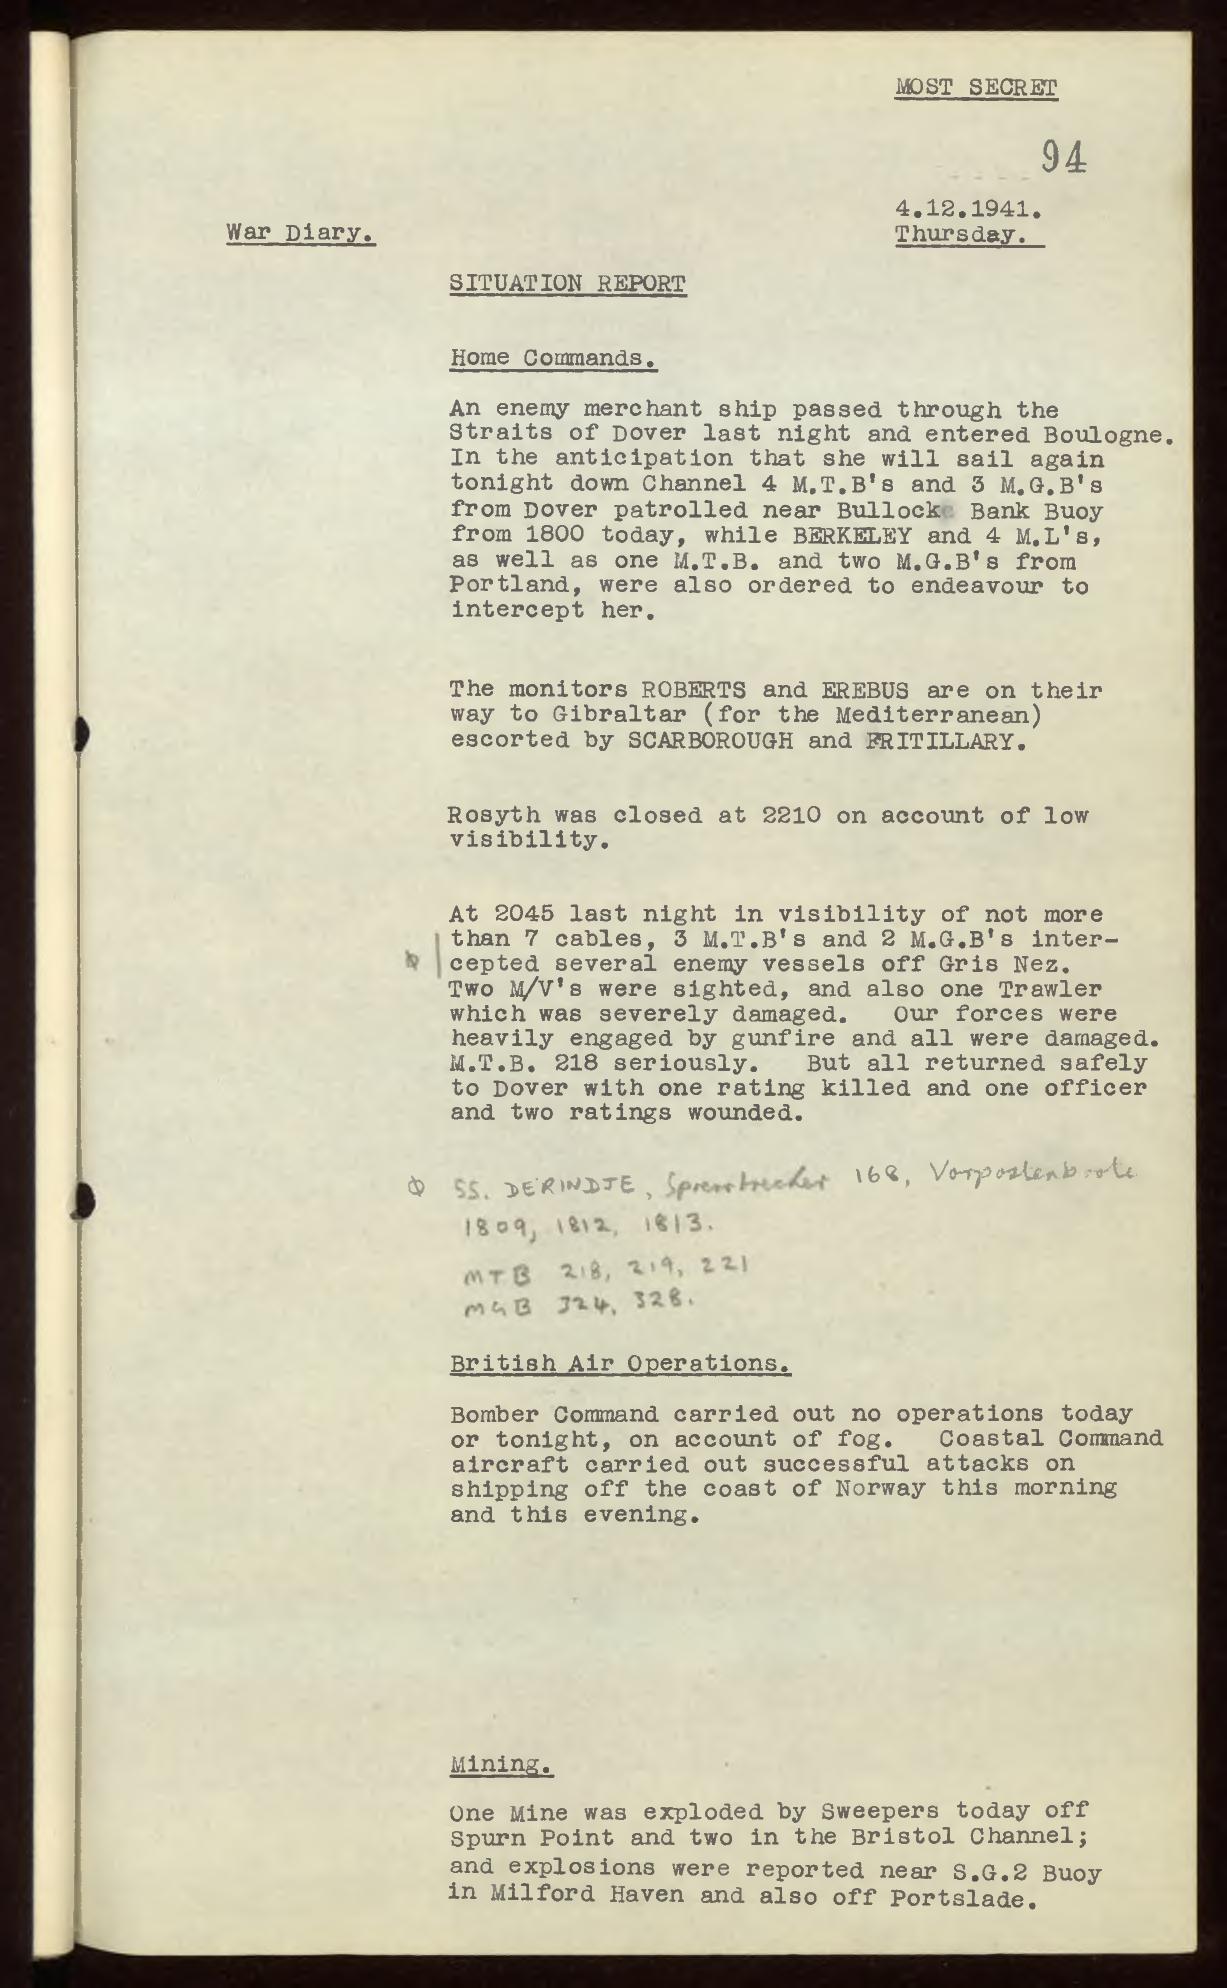 MOST SECRET
94
4.12.1941.
War Diary.
Thursday.
SITUATION REPORT
Home Commands.
An enemy merchant ship passed through the
Straits of Dover last night and entered Boulogne.
In the anticipation that she will sail again
tonight down Channel 4 M.T.B's and 3 M.G.B's
from Dover patrolled near Bullock Bank Buoy
from 1800 today, while BERKELEY and 4 M.L's,
as well as one M.T.B. and two M.G.B's from
Portland, were also ordered to endeavour to
intercept her.
The monitors ROBERTS and EREBUS are on their
way to Gibraltar (for the Mediterranean)
escorted by SCARBOROUGH and FRITILLARY.
Rosyth was closed at 2210 on account of low
visibility.
At 2045 last night in visibility of not more
than 7 cables, 3 M.T.B's and 2 M.G.B's inter-
ϕ cepted several enemy vessels off Gris Nez.
Two M/V's were sighted, and also one Trawler
which was severely damaged. Our forces were
heavily engaged by gunfire and all were damaged.
M.T.B. 218 seriously. But all returned safely
to Dover with one rating killed and one officer
and two ratings wounded.
ϕ SS. DERINDJE, Sperrbrecher 168, Vorpostenboote
1809, 1812, 1813.
MTB 218, 219, 221
MGB 324, 328.
British Air Operations.
Bomber Command carried out no operations today
or tonight, on account of fog. Coastal Command
aircraft carried out successful attacks on
shipping off the coast of Norway this morning
and this evening.
Mining.
One Mine was exploded by Sweepers today off
Spurn Point and two in the Bristol Channel;
and explosions were reported near S.G.2 Buoy
in Milford Haven and also off Portslade.